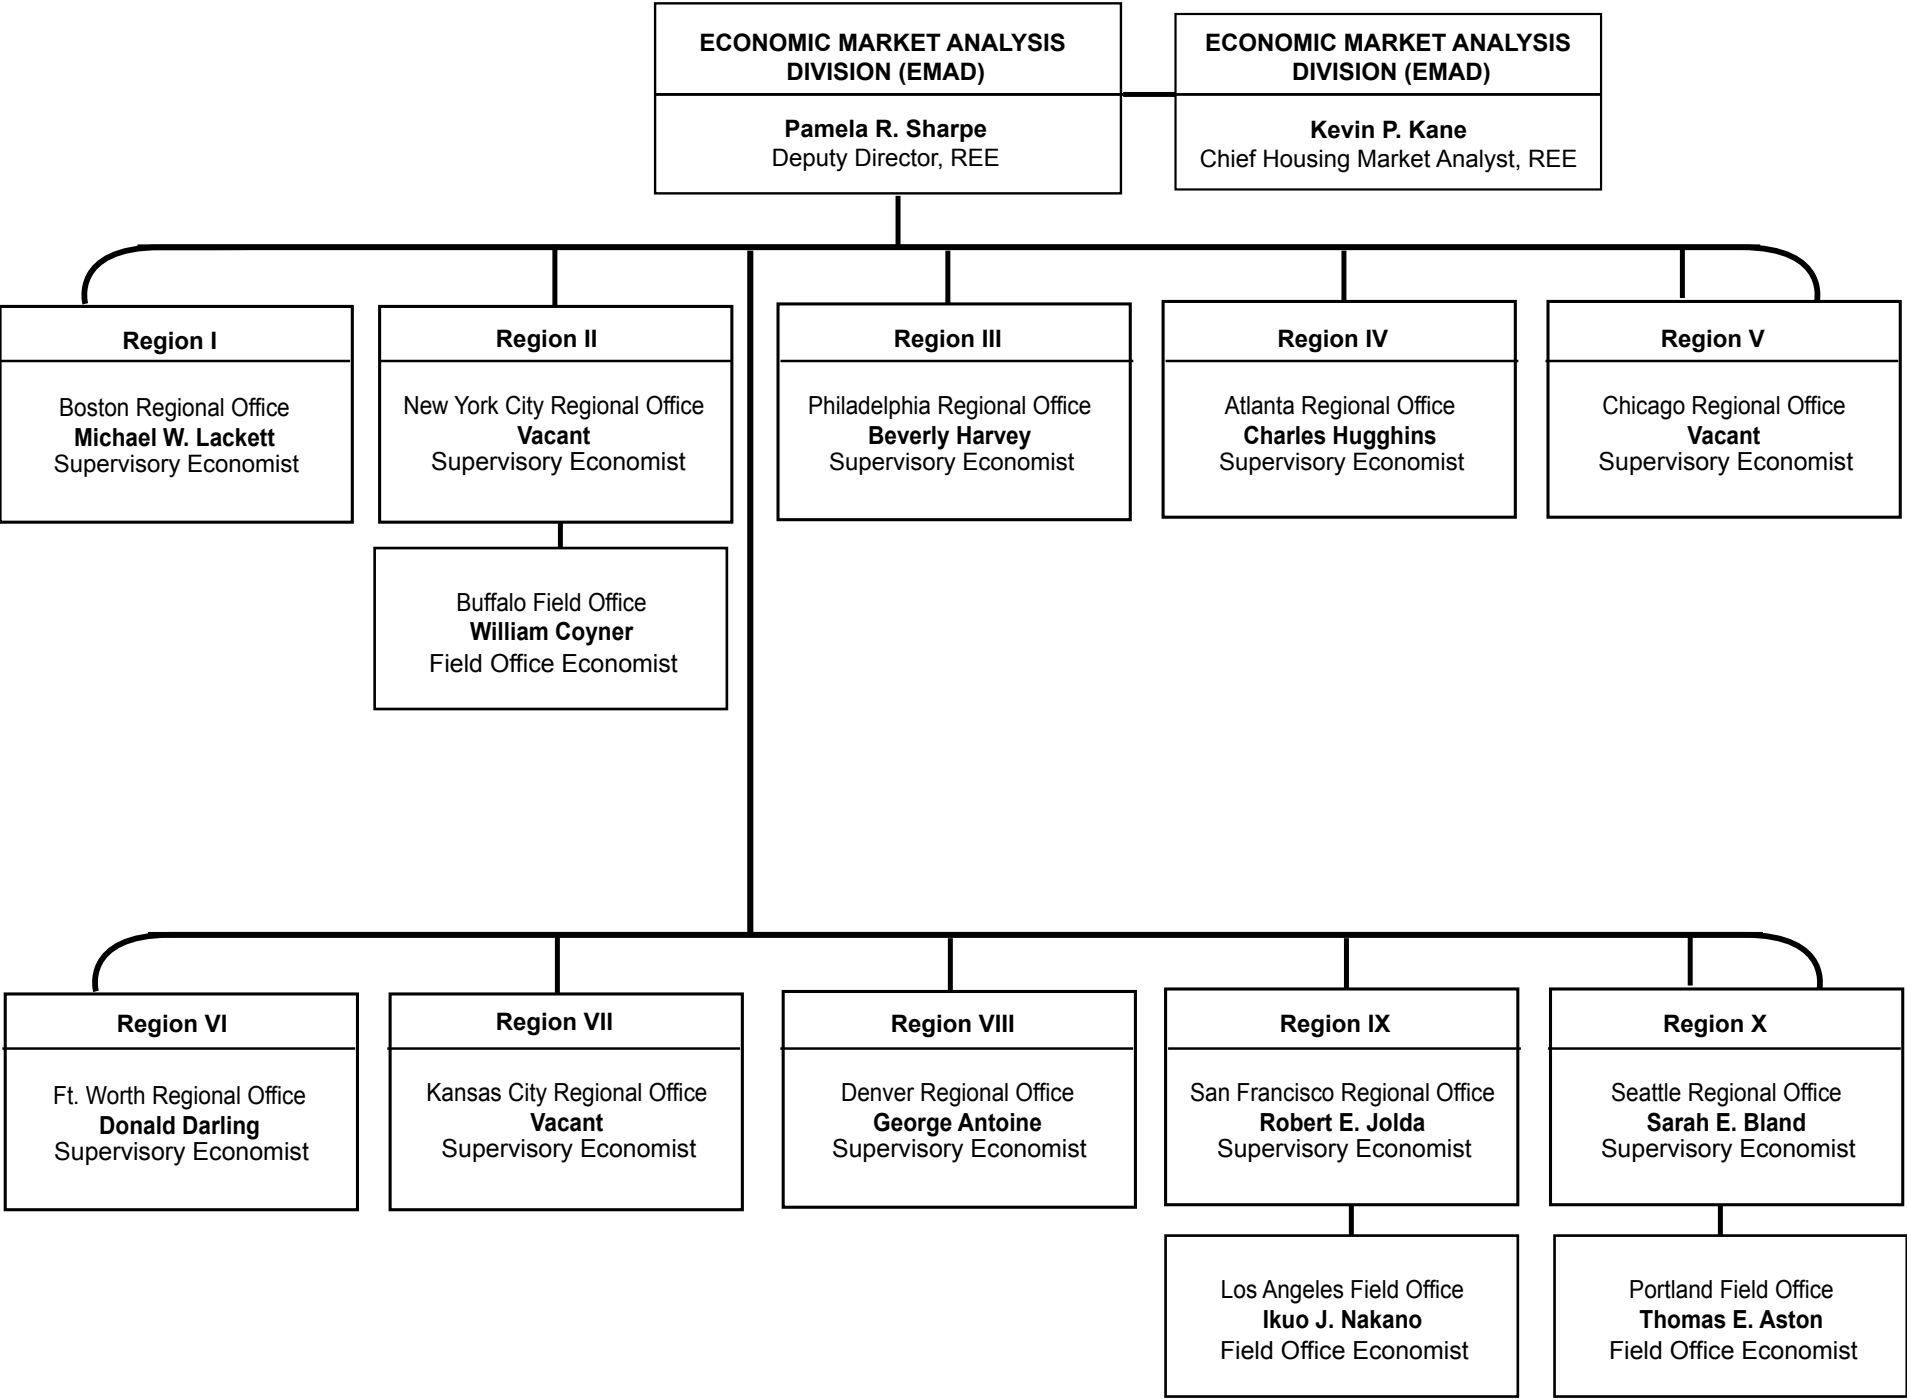 ECONOMIC MARKET ANALYSIS
DIVISION (EMAD)
Pamela R. Sharpe
Deputy Director, REE
ECONOMIC MARKET ANALYSIS
DIVISION (EMAD)
Kevin P. Kane
Chief Housing Market Analyst, REE
Region I
Boston Regional Office
Michael W. Lackett
Supervisory Economist
Region II
New York City Regional Office
Vacant
Supervisory Economist
Buffalo Field Office
William Coyner
Field Office Economist
Region III
Philadelphia Regional Office
Beverly Harvey
Supervisory Economist
Region IV
Atlanta Regional Office
Charles Hugghins
Supervisory Economist
Region V
Chicago Regional Office
Vacant
Supervisory Economist
Region VI
Ft. Worth Regional Office
Donald Darling
Supervisory Economist
Region VII
Kansas City Regional Office
Vacant
Supervisory Economist
Region VIII
Denver Regional Office
George Antoine
Supervisory Economist
Region IX
San Francisco Regional Office
Robert E. Jolda
Supervisory Economist
Los Angeles Field Office
Ikuo J. Nakano
Field Office Economist
Region X
Seattle Regional Office
Sarah E. Bland
Supervisory Economist
Portland Field Office
Thomas E. Aston
Field Office Economist